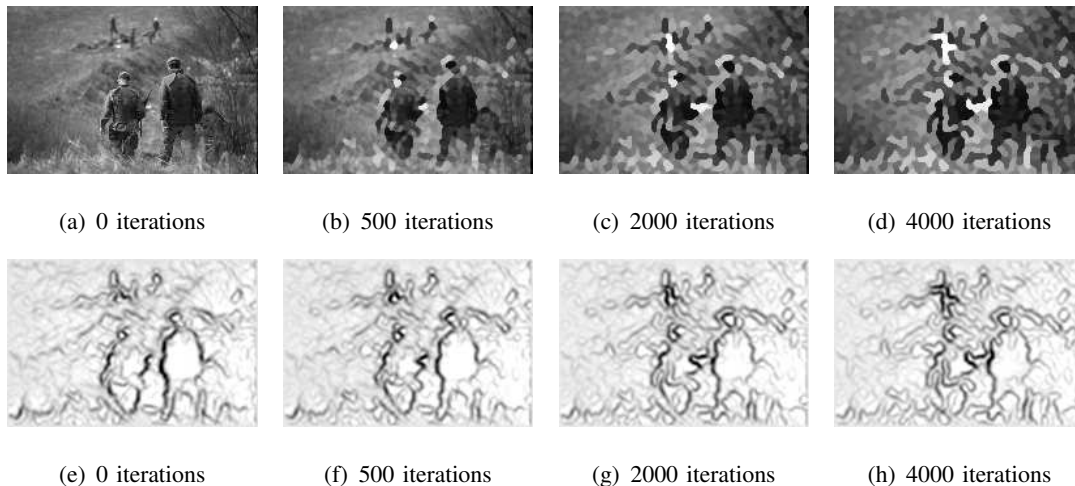 (a) 0 iterations
(b) 500 iterations
(c) 2000 iterations
(d) 4000 iterations
(e) 0 iterations
(f) 500 iterations
(g) 2000 iterations
(h) 4000 iterations